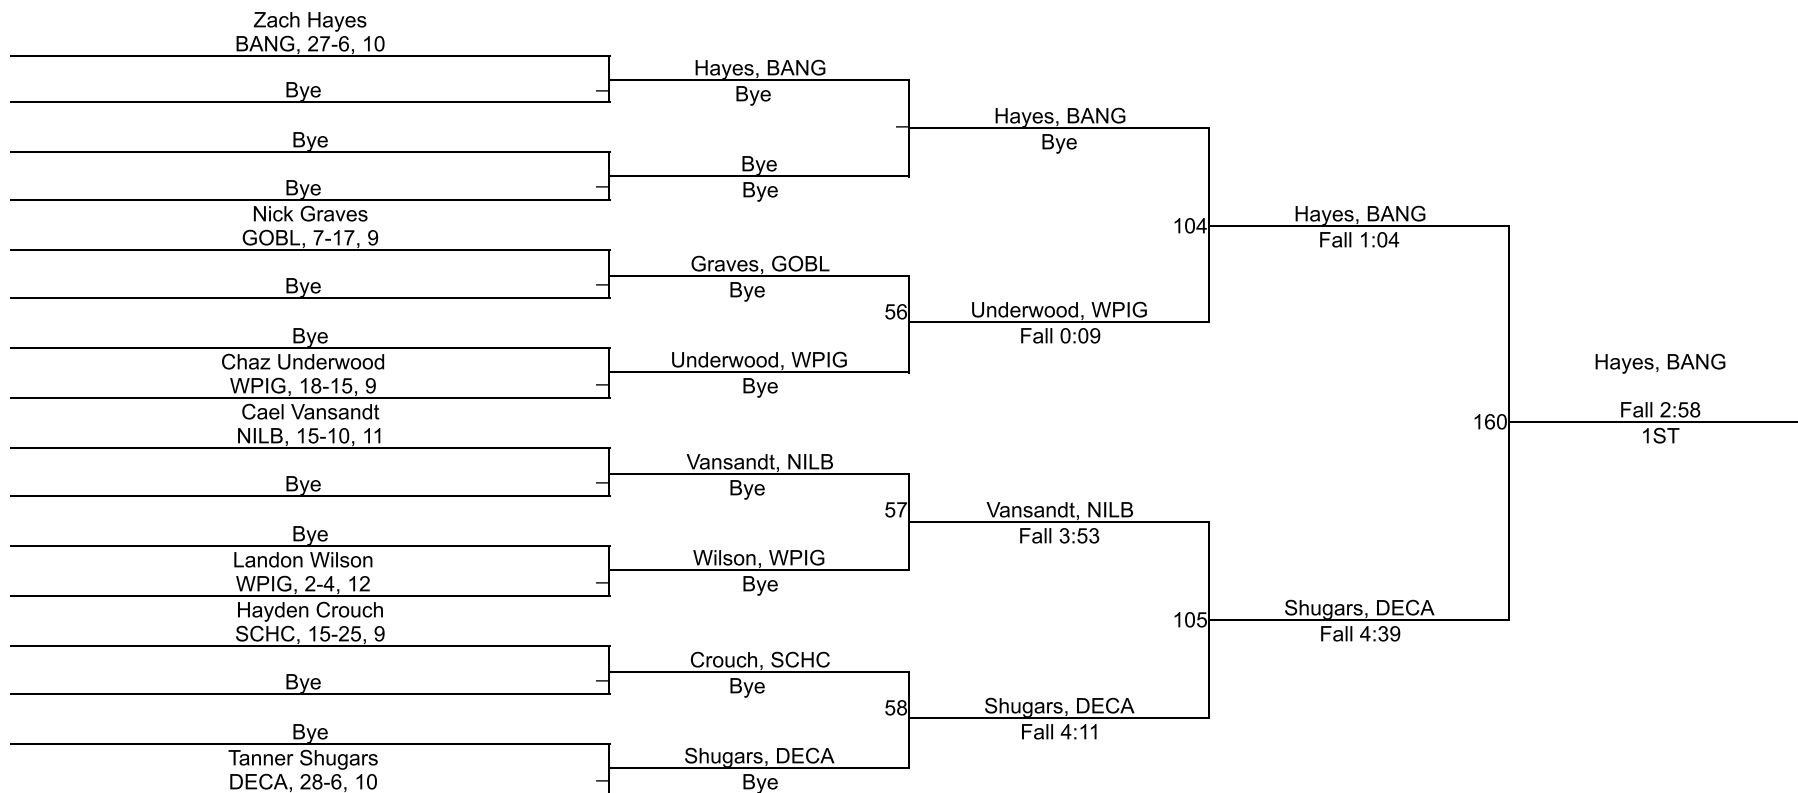 Zach Hayes
BANG, 27-6, 10
Bye
Bye
Bye
Nick Graves
GOBL, 7-17, 9
Bye
Bye
Chaz Underwood
WPIG, 18-15, 9
Cael Vansandt
NILB, 15-10, 11
Bye
Bye
Landon Wilson
WPIG, 2-4, 12
Hayden Crouch
SCHC, 15-25, 9
Bye
Bye
Tanner Shugars
DECA, 28-6, 10
Hayes, BANG
Bye
Bye
Bye
Graves, GOBL
Bye
Underwood, WPIG
Bye
Vansandt, NILB
Bye
Wilson, WPIG
Bye
Crouch, SCHC
Bye
Shugars, DECA
Bye
56
57
58
Hayes, BANG
Bye
Underwood, WPIG
Fall 0:09
Vansandt, NILB
Fall 3:53
Shugars, DECA
Fall 4:11
104
105
Hayes, BANG
Fall 1:04
Shugars, DECA
Fall 4:39
160
Hayes, BANG
Fall 2:58
1ST